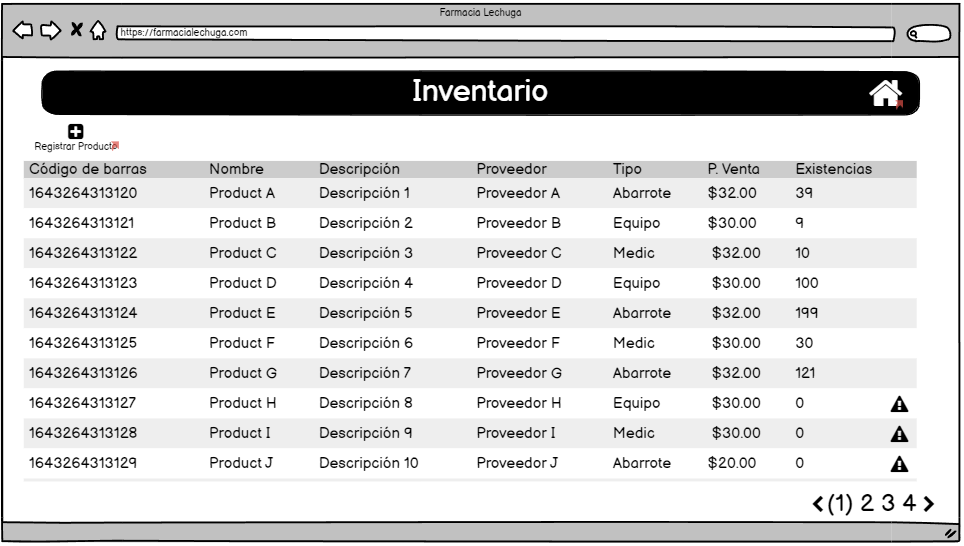 Farmacia Lechuga
https://farmacialechuga.com
Inventario
Registrar Producto
Código de barras Nombre Descripción Proveedor Tipo P. Venta Existencias
1643264313120 Product A Descripción 1 Proveedor A Abarrote $32.00 39
1643264313121 Product B Descripción 2 Proveedor B Equipo $30.00 9
1643264313122 Product C Descripción 3 Proveedor C Medic $32.00 10
1643264313123 Product D Descripción 4 Proveedor D Equipo $30.00 100
1643264313124 Product E Descripción 5 Proveedor E Abarrote $32.00 199
1643264313125 Product F Descripción 6 Proveedor F Medic $30.00 30
1643264313126 Product G Descripción 7 Proveedor G Abarrote $32.00 121
1643264313127 Product H Descripción 8 Proveedor H Equipo $30.00 0
1643264313128 Product I Descripción 9 Proveedor I Medic $30.00 0
1643264313129 Product J Descripción 10 Proveedor J Abarrote $20.00 0
(1) 2 3 4